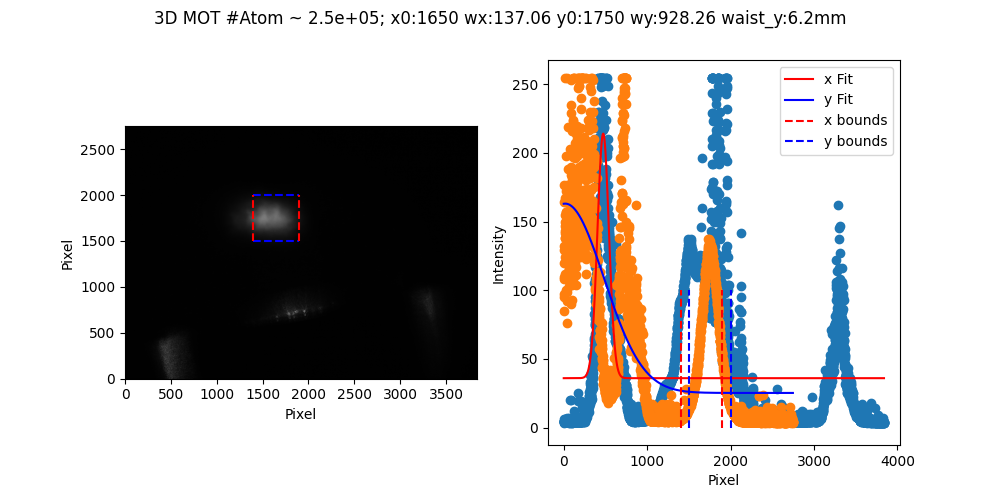 3D MOT #Atom ~ 2.5e+05; x0:1650 wx:137.06 y0:1750 wy:928.26 waist_y:6.2mm
2500
2000
1500
1000
500
0
Pixel
0 500 1000 1500 2000 2500 3000 3500
Pixel
250
200
150
100
50
0
Intensity
0 1000 2000 3000 4000
Pixel
x Fit
y Fit
x bounds
y bounds